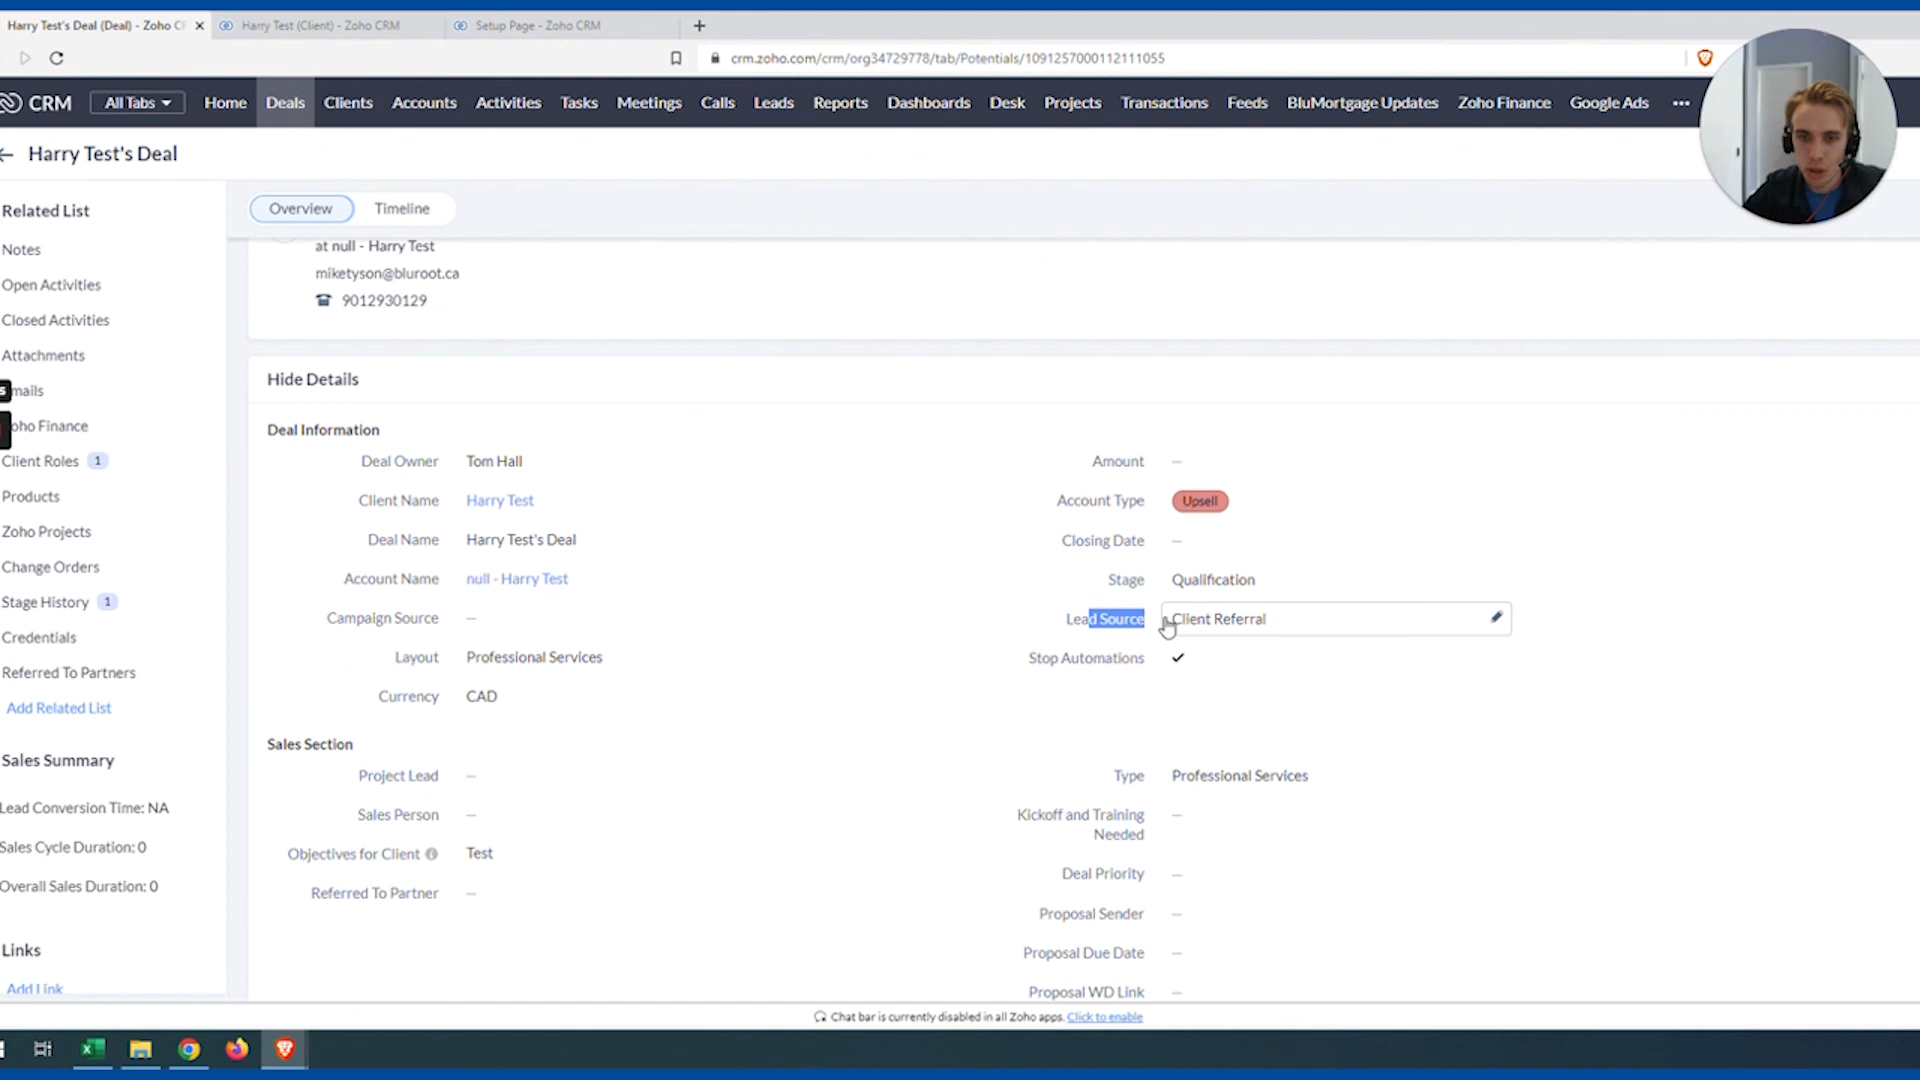 Harry Test's Deal (Deal) - Zoho CR
Harry Test (Client) - Zoho CRM
Setup Page - Zoho CRM
crm.zoho.com/crm/org34729778/tab/Potentials/1091257000112111055
CRM
All Tabs
Home
Deals
Clients
Accounts
Activities
Tasks
Meetings
Calls
Leads
Reports
Dashboards
Desk
Projects
Transactions
Feeds
BluMortgage Updates
Zoho Finance
Google Ads
Harry Test's Deal
Related List
Notes
Open Activities
Closed Activities
Attachments
mails
oho Finance
Client Roles 1
Products
Zoho Projects
Change Orders
Stage History 1
Credentials
Referred To Partners
Add Related List
Sales Summary
Lead Conversion Time: NA
Sales Cycle Duration: 0
Overall Sales Duration: 0
Links
Add Link
Overview
Timeline
at null - Harry Test
miketyson@bluroot.ca
9012930129
Hide Details
Deal Information
Deal Owner Tom Hall
Client Name Harry Test
Deal Name Harry Test's Deal
Account Name null - Harry Test
Campaign Source —
Layout Professional Services
Currency CAD
Amount —
Account Type Upsell
Closing Date —
Stage Qualification
Lead Source Client Referral
Stop Automations
Sales Section
Project Lead —
Sales Person —
Objectives for Client Test
Referred To Partner —
Type Professional Services
Kickoff and Training —
Needed
Deal Priority —
Proposal Sender —
Proposal Due Date —
Proposal WD Link —
Chat bar is currently disabled in all Zoho apps. Click to enable